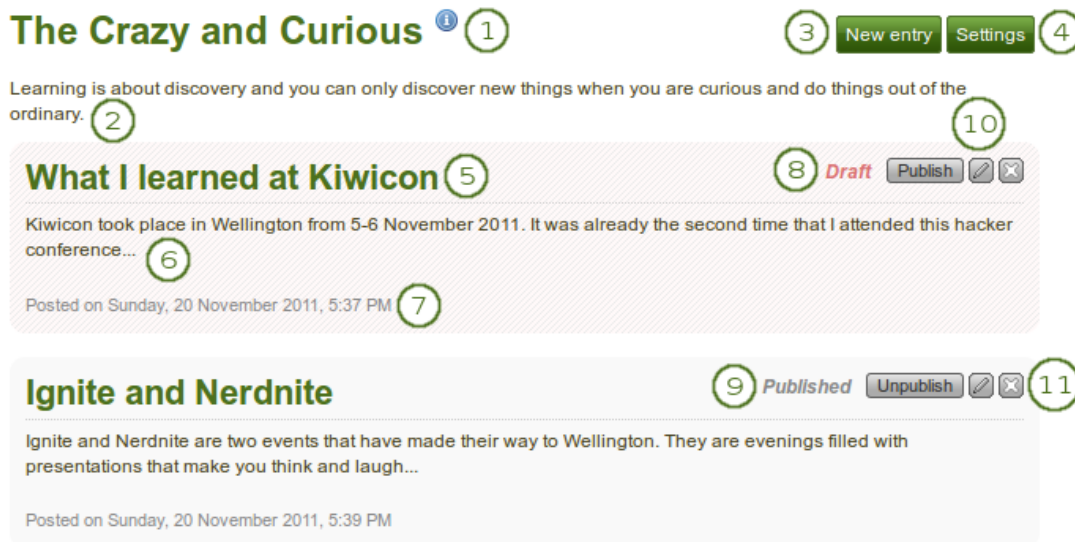 The Crazy and Curious i 1 3 New entry Settings 4
Learning is about discovery and you can only discover new things when you are curious and do things out of the
ordinary. 2 10
What I learned at Kiwicon 5 8 Draft Publish
Kiwicon took place in Wellington from 5-6 November 2011. It was already the second time that I attended this hacker
conference... 6
Posted on Sunday, 20 November 2011, 5:37 PM 7
Ignite and Nerdnite 9 Published Unpublish 11
Ignite and Nerdnite are two events that have made their way to Wellington. They are evenings filled with
presentations that make you think and laugh...
Posted on Sunday, 20 November 2011, 5:39 PM